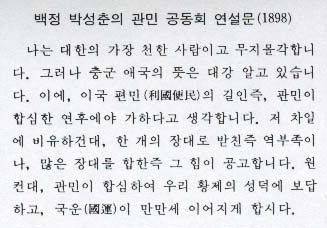 백정 박성춘의 관민 공동회 연설문(1898)
나는 대한의 가장 천한 사람이고 무지몰각합니
다. 그러나 충군 애국의 뜻은 대강 알고 있습니
다. 이에, 이국 편민(利國便民)의 길인즉, 관민이
합심한 연후에야 가하다고 생각합니다. 저 차일
에 비유하건대, 한 개의 장대로 받친즉 역부족이
나, 많은 장대를 합한즉 그 힘이 공고합니다. 원
컨대, 관민이 합심하여 우리 황제의 성덕에 보답
하고, 국운(國運)이 만만세 이어지게 합시다.